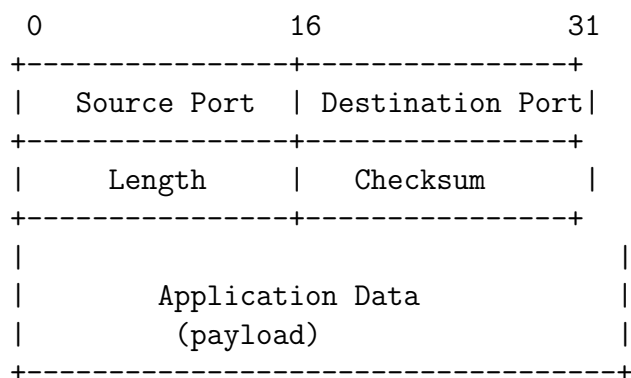 0               16               31
+----------------+----------------+
|   Source Port  | Destination Port|
+----------------+----------------+
|     Length     |   Checksum      |
+----------------+----------------+
|                                   |
|        Application Data           |
|         (payload)                 |
+-----------------------------------+